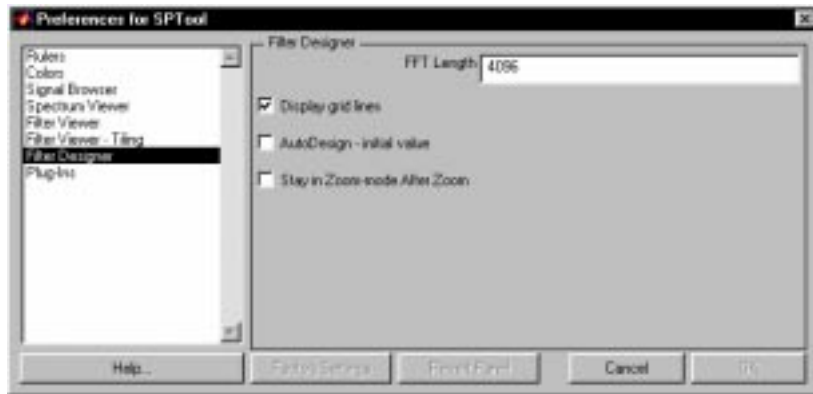 Preferences for SPTool
Rulers
Colors
Signal Browser
Spectrum Viewer
Filter Viewer
Filter Viewer - Tiling
Filter Designer
Plug-Ins
Filter Designer
FFT Length 4096
Display grid lines
AutoDesign - initial value
Stay in Zoom-mode After Zoom
Help...
Factory Settings
Revert Panel
Cancel
OK